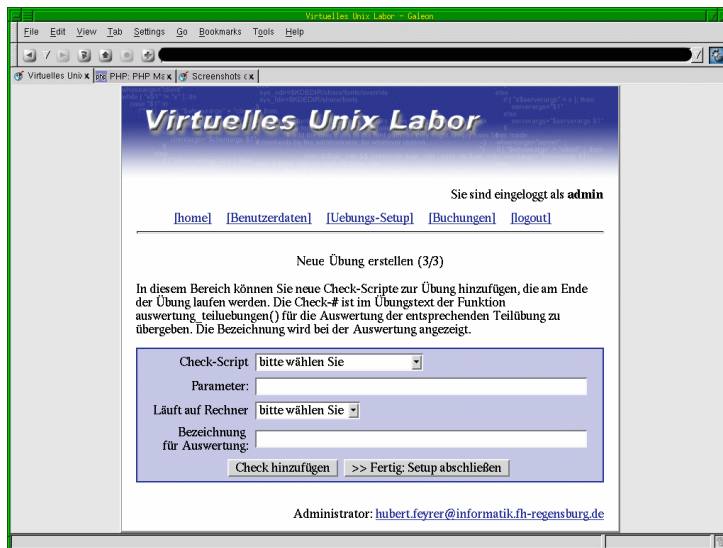 Virtuelles Unix Labor - Galeon
File Edit View Tab Settings Go Bookmarks Tools Help
Virtuelles Unix x PHP: PHP Ma x Screenshots ( x
Virtuelles Unix Labor
Sie sind eingeloggt als admin
[home] [Benutzerdaten] [Uebungs-Setup] [Buchungen] [logout]
Neue Übung erstellen (3/3)
In diesem Bereich können Sie neue Check-Scripte zur Übung hinzufügen, die am Ende
der Übung laufen werden. Die Check-# ist im Übungstext der Funktion
auswertung_teiluebungen() für die Auswertung der entsprechenden Teilübung zu
übergeben. Die Bezeichnung wird bei der Auswertung angezeigt.
Check-Script bitte wählen Sie
Parameter:
Läuft auf Rechner bitte wählen Sie
Bezeichnung
für Auswertung:
Check hinzufügen >> Fertig: Setup abschließen
Administrator: hubert.feyrer@informatik.fh-regensburg.de